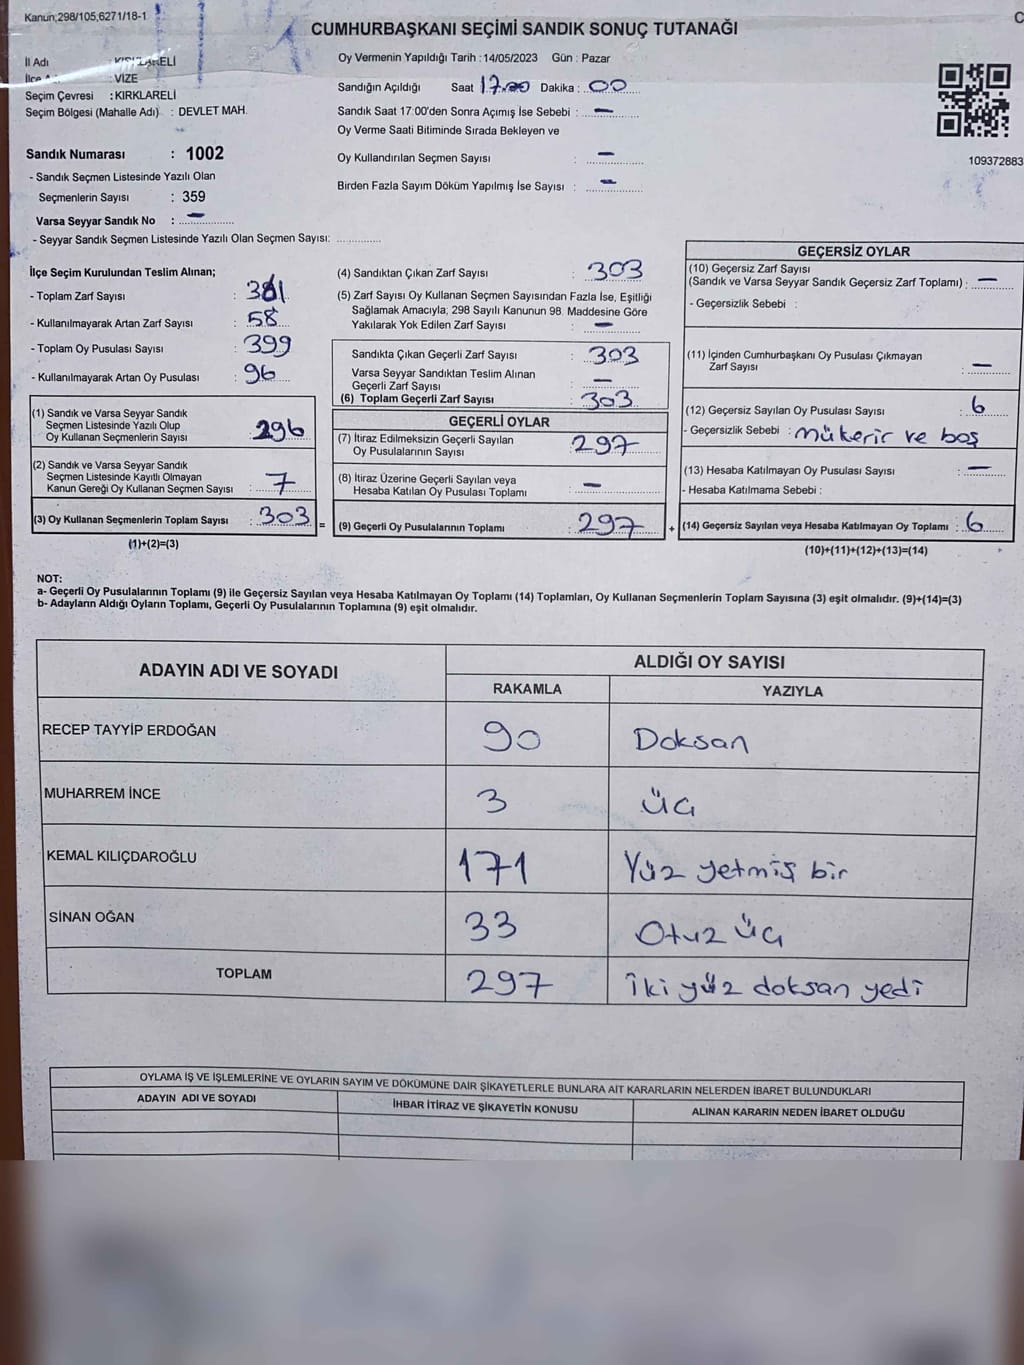 Kanun;298/105,6271/18-1
CUMHURBAŞKANI SEÇİMİ SANDIK SONUÇ TUTANAĞI
İl Adı : KIRKLARELİ
VİZE
Seçim Çevresi : KIRKLARELİ
Seçim Bölgesi (Mahalle Adı) : DEVLET MAH.
Sandık Numarası : 1002
- Sandık Seçmen Listesinde Yazılı Olan
Seçmenlerin Sayısı : 359
Varsa Seyyar Sandık No : –
- Seyyar Sandık Seçmen Listesinde Yazılı Olan Seçmen Sayısı:
Oy Vermenin Yapıldığı Tarih : 14/05/2023 Gün : Pazar
Sandığın Açıldığı Saat 17.00 Dakika : 00
Sandık Saat 17:00'den Sonra Açımış İse Sebebi : –
Oy Verme Saati Bitiminde Sırada Bekleyen ve
Oy Kullandırılan Seçmen Sayısı : –
Birden Fazla Sayım Döküm Yapılmış İse Sayısı : –
109372883
İlçe Seçim Kurulundan Teslim Alınan;
- Toplam Zarf Sayısı : 361
- Kullanılmayarak Artan Zarf Sayısı : 58
- Toplam Oy Pusulası Sayısı : 399
- Kullanılmayarak Artan Oy Pusulası : 96
(1) Sandık ve Varsa Seyyar Sandık
Seçmen Listesinde Yazılı Olup
Oy Kullanan Seçmenlerin Sayısı : 296
(2) Sandık ve Varsa Seyyar Sandık
Seçmen Listesinde Kayıtlı Olmayan
Kanun Gereği Oy Kullanan Seçmen Sayısı : 7
(3) Oy Kullanan Seçmenlerin Toplam Sayısı : 303 =
(1)+(2)=(3)
(4) Sandıktan Çıkan Zarf Sayısı : 303
(5) Zarf Sayısı Oy Kullanan Seçmen Sayısından Fazla İse, Eşitliği
Sağlamak Amacıyla; 298 Sayılı Kanunun 98. Maddesine Göre
Yakılarak Yok Edilen Zarf Sayısı : –
Sandıkta Çıkan Geçerli Zarf Sayısı : 303
Varsa Seyyar Sandıktan Teslim Alınan
Geçerli Zarf Sayısı : –
(6) Toplam Geçerli Zarf Sayısı : 303
GEÇERLİ OYLAR
(7) İtiraz Edilmeksizin Geçerli Sayılan
Oy Pusulalarının Sayısı : 297
(8) İtiraz Üzerine Geçerli Sayılan veya
Hesaba Katılan Oy Pusulası Toplamı : –
(9) Geçerli Oy Pusulalarının Toplamı : 297 +
GEÇERSİZ OYLAR
(10) Geçersiz Zarf Sayısı
(Sandık ve Varsa Seyyar Sandık Geçersiz Zarf Toplamı) : –
- Geçersizlik Sebebi :
(11) İçinden Cumhurbaşkanı Oy Pusulası Çıkmayan
Zarf Sayısı : –
(12) Geçersiz Sayılan Oy Pusulası Sayısı : 6
- Geçersizlik Sebebi : mükerir ve boş
(13) Hesaba Katılmayan Oy Pusulası Sayısı : –
- Hesaba Katılmama Sebebi :
(14) Geçersiz Sayılan veya Hesaba Katılmayan Oy Toplamı : 6
(10)+(11)+(12)+(13)=(14)
NOT:
a- Geçerli Oy Pusulalarının Toplamı (9) ile Geçersiz Sayılan veya Hesaba Katılmayan Oy Toplamı (14) Toplamları, Oy Kullanan Seçmenlerin Toplam Sayısına (3) eşit olmalıdır. (9)+(14)=(3)
b- Adayların Aldığı Oyların Toplamı, Geçerli Oy Pusulalarının Toplamına (9) eşit olmalıdır.
ADAYIN ADI VE SOYADI ALDIĞI OY SAYISI
RAKAMLA YAZIYLA
RECEP TAYYİP ERDOĞAN 90 Doksan
MUHARREM İNCE 3 üç
KEMAL KILIÇDAROĞLU 171 Yüz yetmiş bir
SİNAN OĞAN 33 Otuz üç
TOPLAM 297 iki yüz doksan yedi
OYLAMA İŞ VE İŞLEMLERİNE VE OYLARIN SAYIM VE DÖKÜMÜNE DAİR ŞİKAYETLERLE BUNLARA AİT KARARLARIN NELERDEN İBARET BULUNDUKLARI
ADAYIN ADI VE SOYADI İHBAR İTİRAZ VE ŞİKAYETİN KONUSU ALINAN KARARIN NEDEN İBARET OLDUĞU